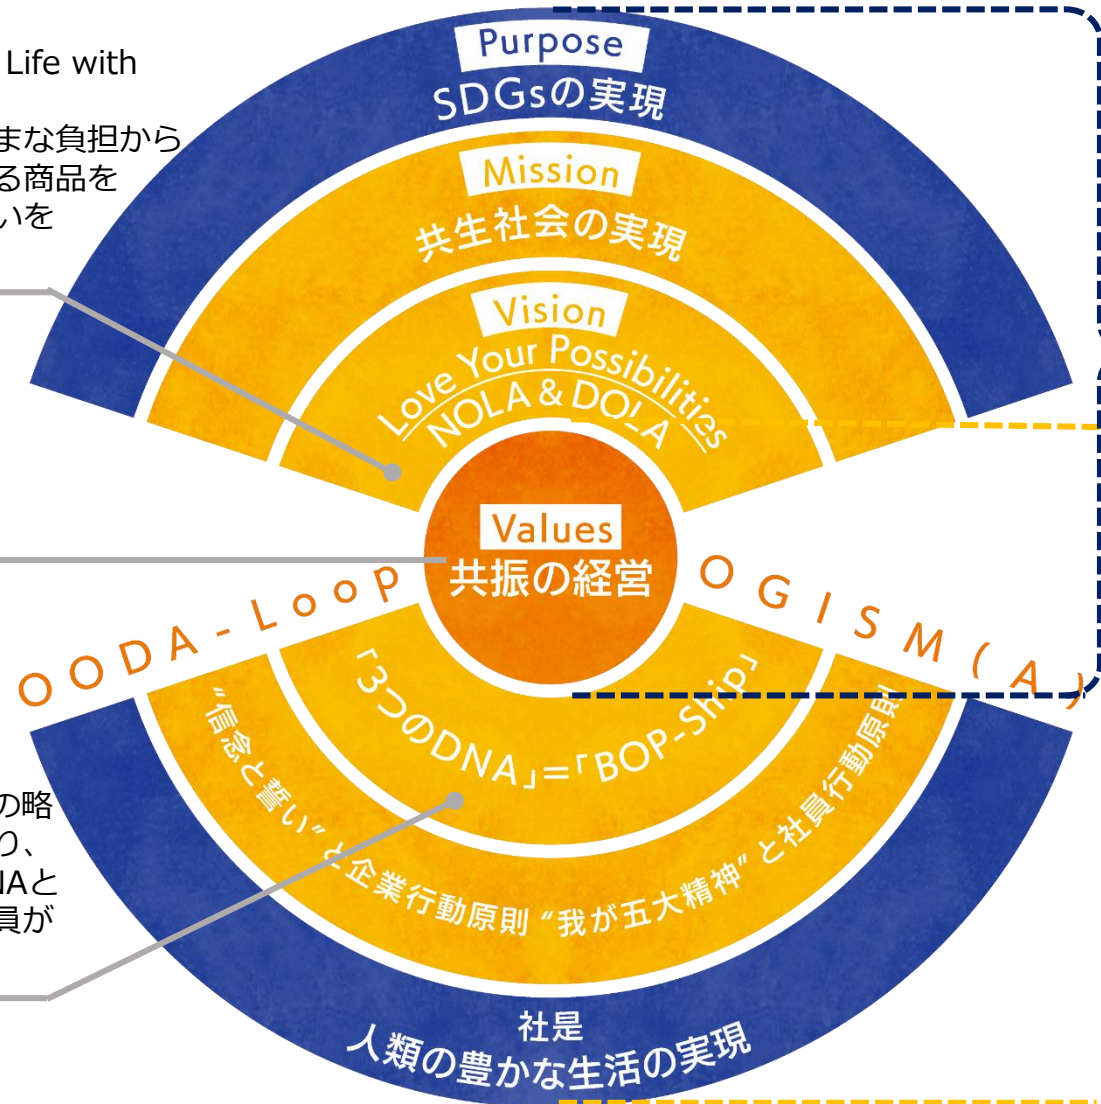 Life with
まな負担から
る商品を
いを
Purpose
SDGsの実現
Mission
共生社会の実現
Vision
Love Your Possibilities
NOLA & DOLA
Values
共振の経営
OODA-Loop
OGISM(A)
「3つのDNA」=「BOP-Ship」
“信念と誓い”と企業行動原則 “我が五大精神”と社員行動原則
の略
り、
NAと
員が
社是
人類の豊かな生活の実現